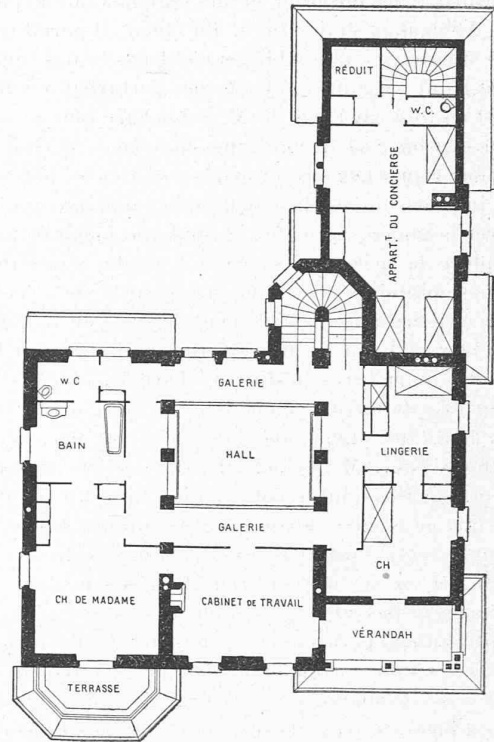 RÉDUIT
W.C.
APPART.T DU CONCIERGE
GALERIE
W.C
BAIN
HALL
LINGERIE
GALERIE
CH
CH DE MADAME
CABINET DE TRAVAIL
VÉRANDAH
TERRASSE